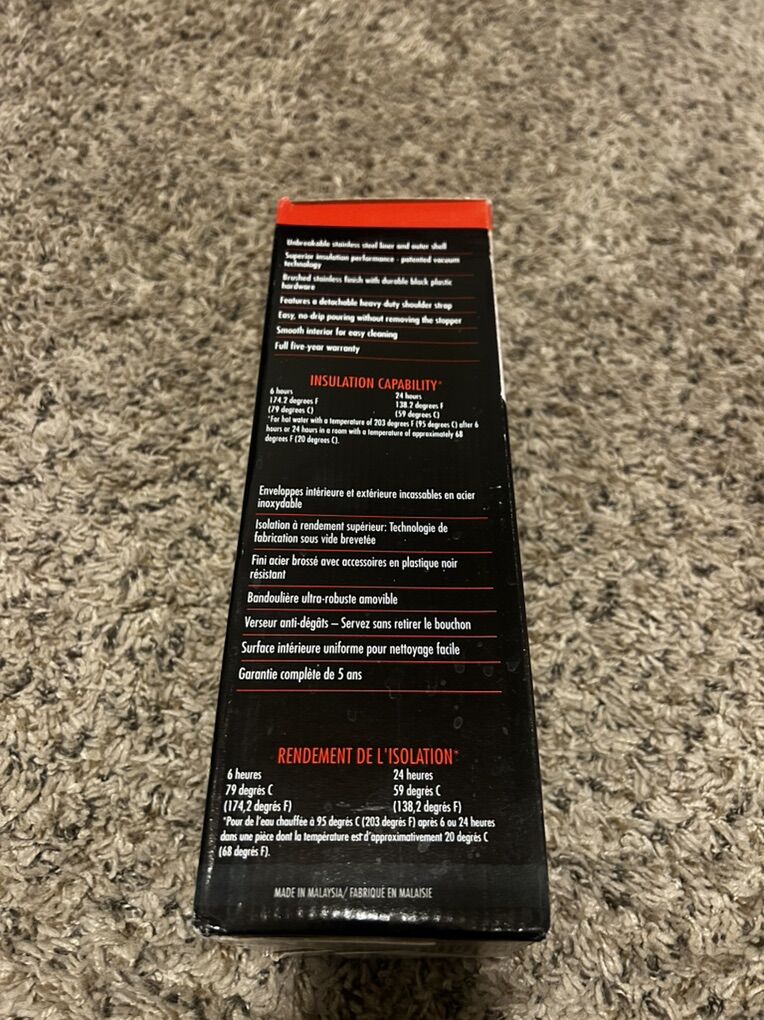 Unbreakable stainless steel liner and outer shell
Superior insulation performance - patented vacuum
technology
Brushed stainless finish with durable black plastic
hardware
Features a detachable heavy duty shoulder strap
Easy, no-drip pouring without removing the stopper
Smooth interior for easy cleaning
Full five-year warranty
INSULATION CAPABILITY*
6 hours 24 hours
174.2 degrees F 138.2 degrees F
(79 degrees C) (59 degrees C)
*For hot water with a temperature of 203 degrees F (95 degrees C) after 6
hours or 24 hours in a room with a temperature of approximately 68
degrees F (20 degrees C).
Enveloppes intérieure et extérieure incassables en acier
inoxydable
Isolation à rendement supérieur: Technologie de
fabrication sous vide brevetée
Fini acier brossé avec accessoires en plastique noir
résistant
Bandoulière ultra-robuste amovible
Verseur anti-dégâts – Servez sans retirer le bouchon
Surface intérieure uniforme pour nettoyage facile
Garantie complète de 5 ans
RENDEMENT DE L'ISOLATION*
6 heures 24 heures
79 degrés C 59 degrés C
(174,2 degrés F) (138,2 degrés F)
*Pour de l'eau chauffée à 95 degrés C (203 degrés F) après 6 ou 24 heures
dans une pièce dont la température est d'approximativement 20 degrés C
(68 degrés F).
MADE IN MALAYSIA/ FABRIQUÉ EN MALAISIE